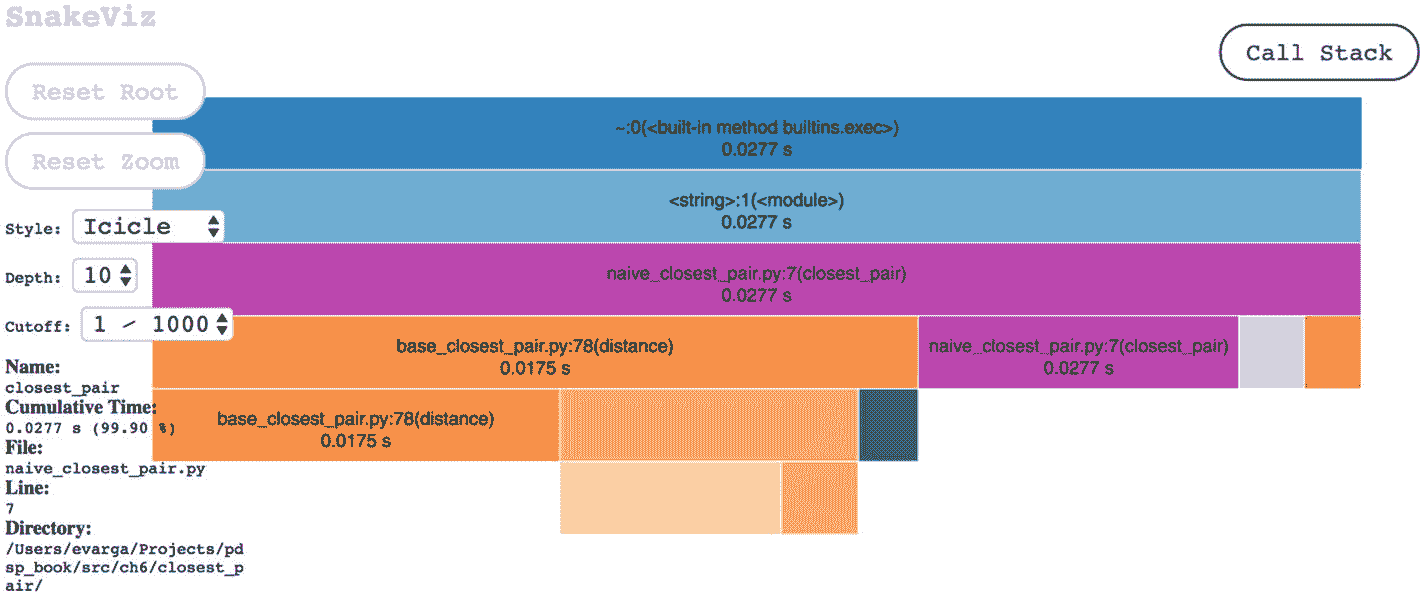 SnakeViz
Call Stack
Reset Root
Reset Zoom
~:0(<built-in method builtins.exec>)
0.0277 s
<string>:1(<module>)
0.0277 s
Style: Icicle
naive_closest_pair.py:7(closest_pair)
0.0277 s
Depth: 10
Cutoff: 1 / 1000
base_closest_pair.py:78(distance)
0.0175 s
naive_closest_pair.py:7(closest_pair)
0.0277 s
base_closest_pair.py:78(distance)
0.0175 s
Name:
closest_pair
Cumulative Time:
0.0277 s (99.90 %)
File:
naive_closest_pair.py
Line:
7
Directory:
/Users/evarga/Projects/pd
sp_book/src/ch6/closest_p
air/